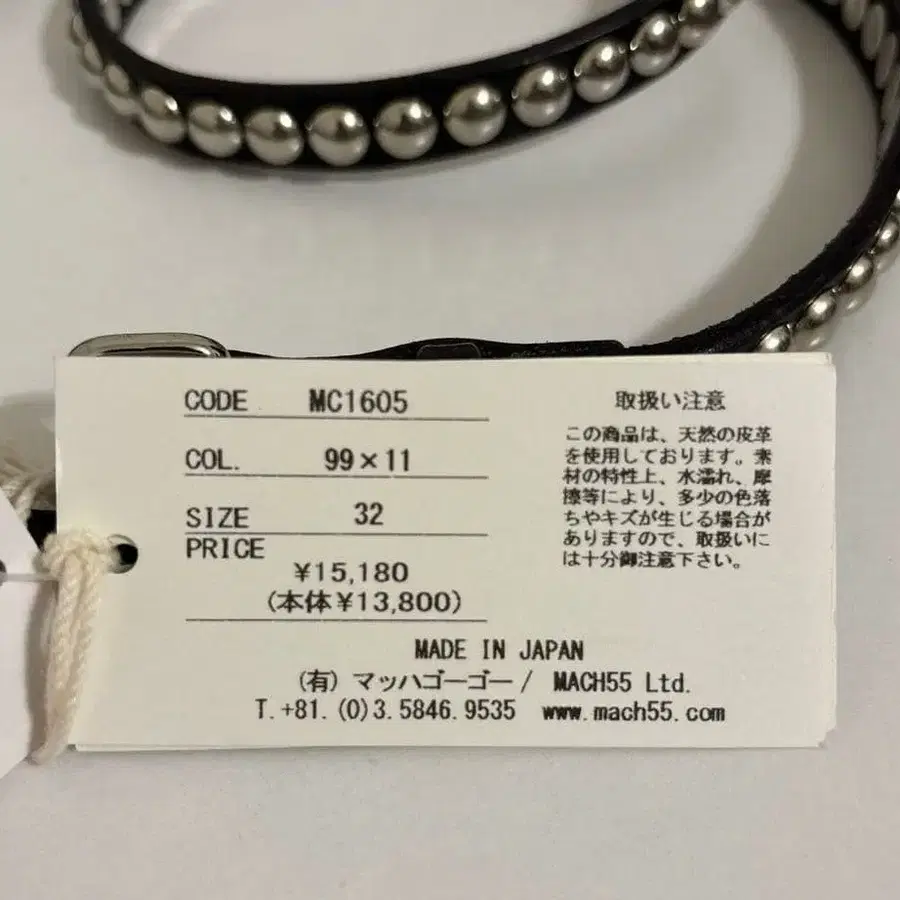 CODE MC1605
COL. 99×11
SIZE 32
PRICE
¥15,180
(本体¥13,800)
取扱い注意
この商品は、天然の皮革
を使用しております。素
材の特性上、水濡れ、摩
擦等により、多少の色落
ちやキズが生じる場合が
ありますので、取扱いに
は十分御注意下さい。
MADE IN JAPAN
(有) マッハゴーゴー/ MACH55 Ltd.
T.+81.(0)3.5846.9535 www.mach55.com